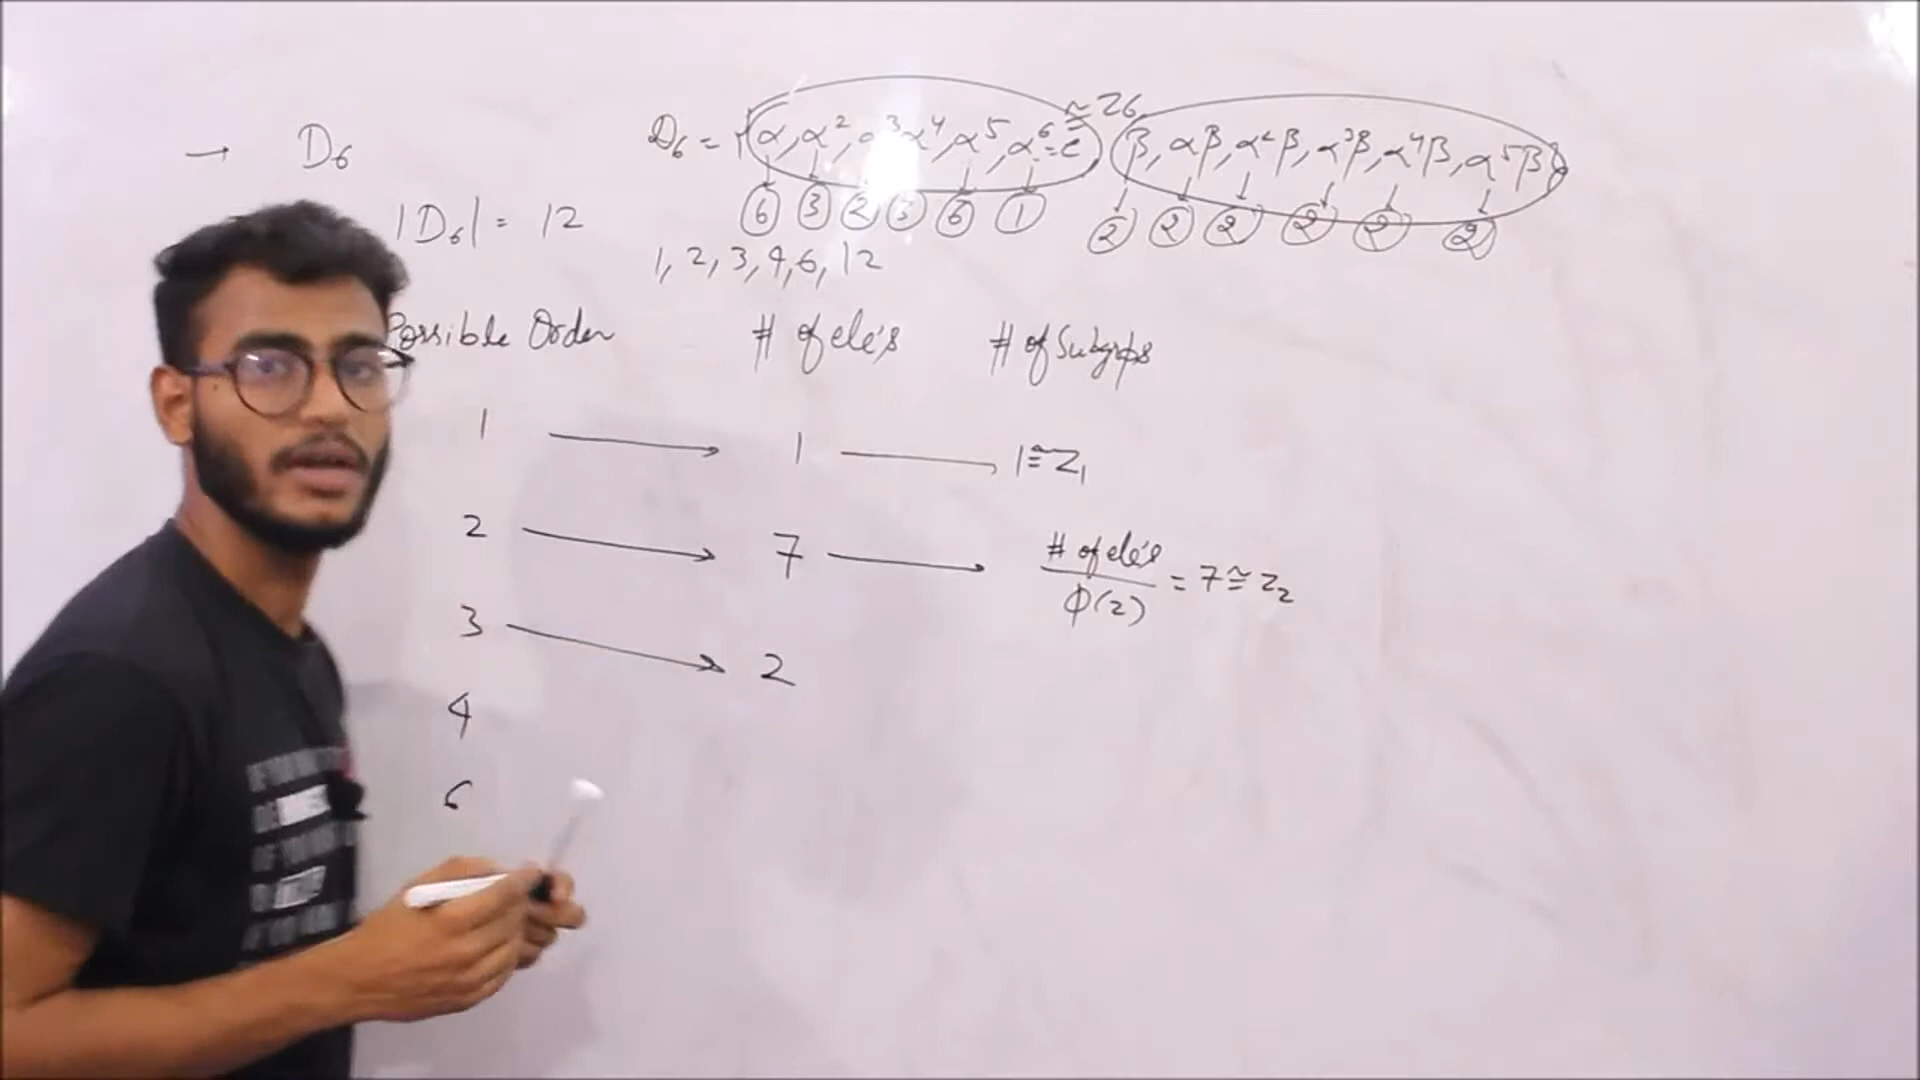 → D₆
D₆ = {α, α², α³, α⁴, α⁵, α⁶=e, β, αβ, α²β, α³β, α⁴β, α⁵β}
≅ Z6
6 3 2 3 6 1 2 2 2 2 2 2
|D₆| = 12
1, 2, 3, 4, 6, 12
Possible Order # of ele's # of Subgrps
1 → 1 → 1 ≅ Z₁
2 → 7 → # of ele's / ϕ(2) = 7 ≅ Z₂
3 → 2
4
6